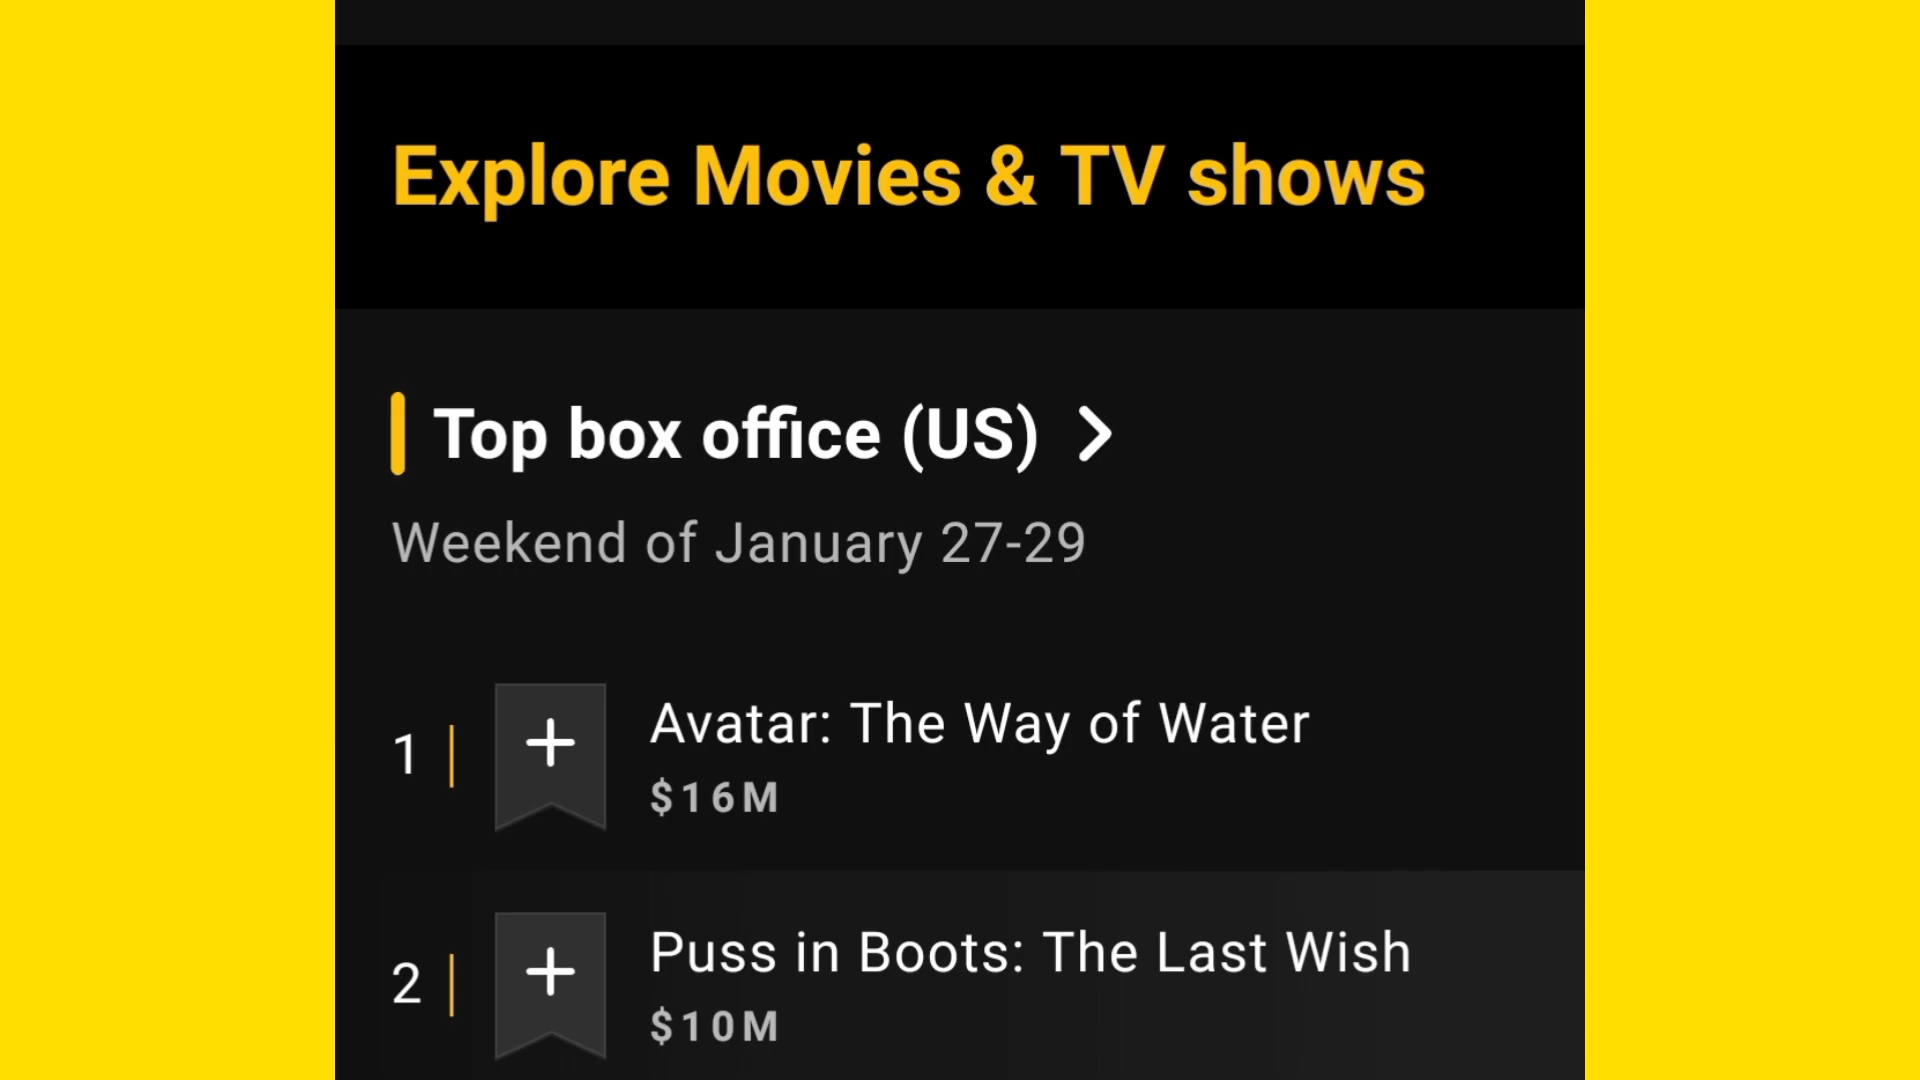 Explore Movies & TV shows
Top box office (US)
Weekend of January 27-29
1
Avatar: The Way of Water
$16M
2
Puss in Boots: The Last Wish
$10M